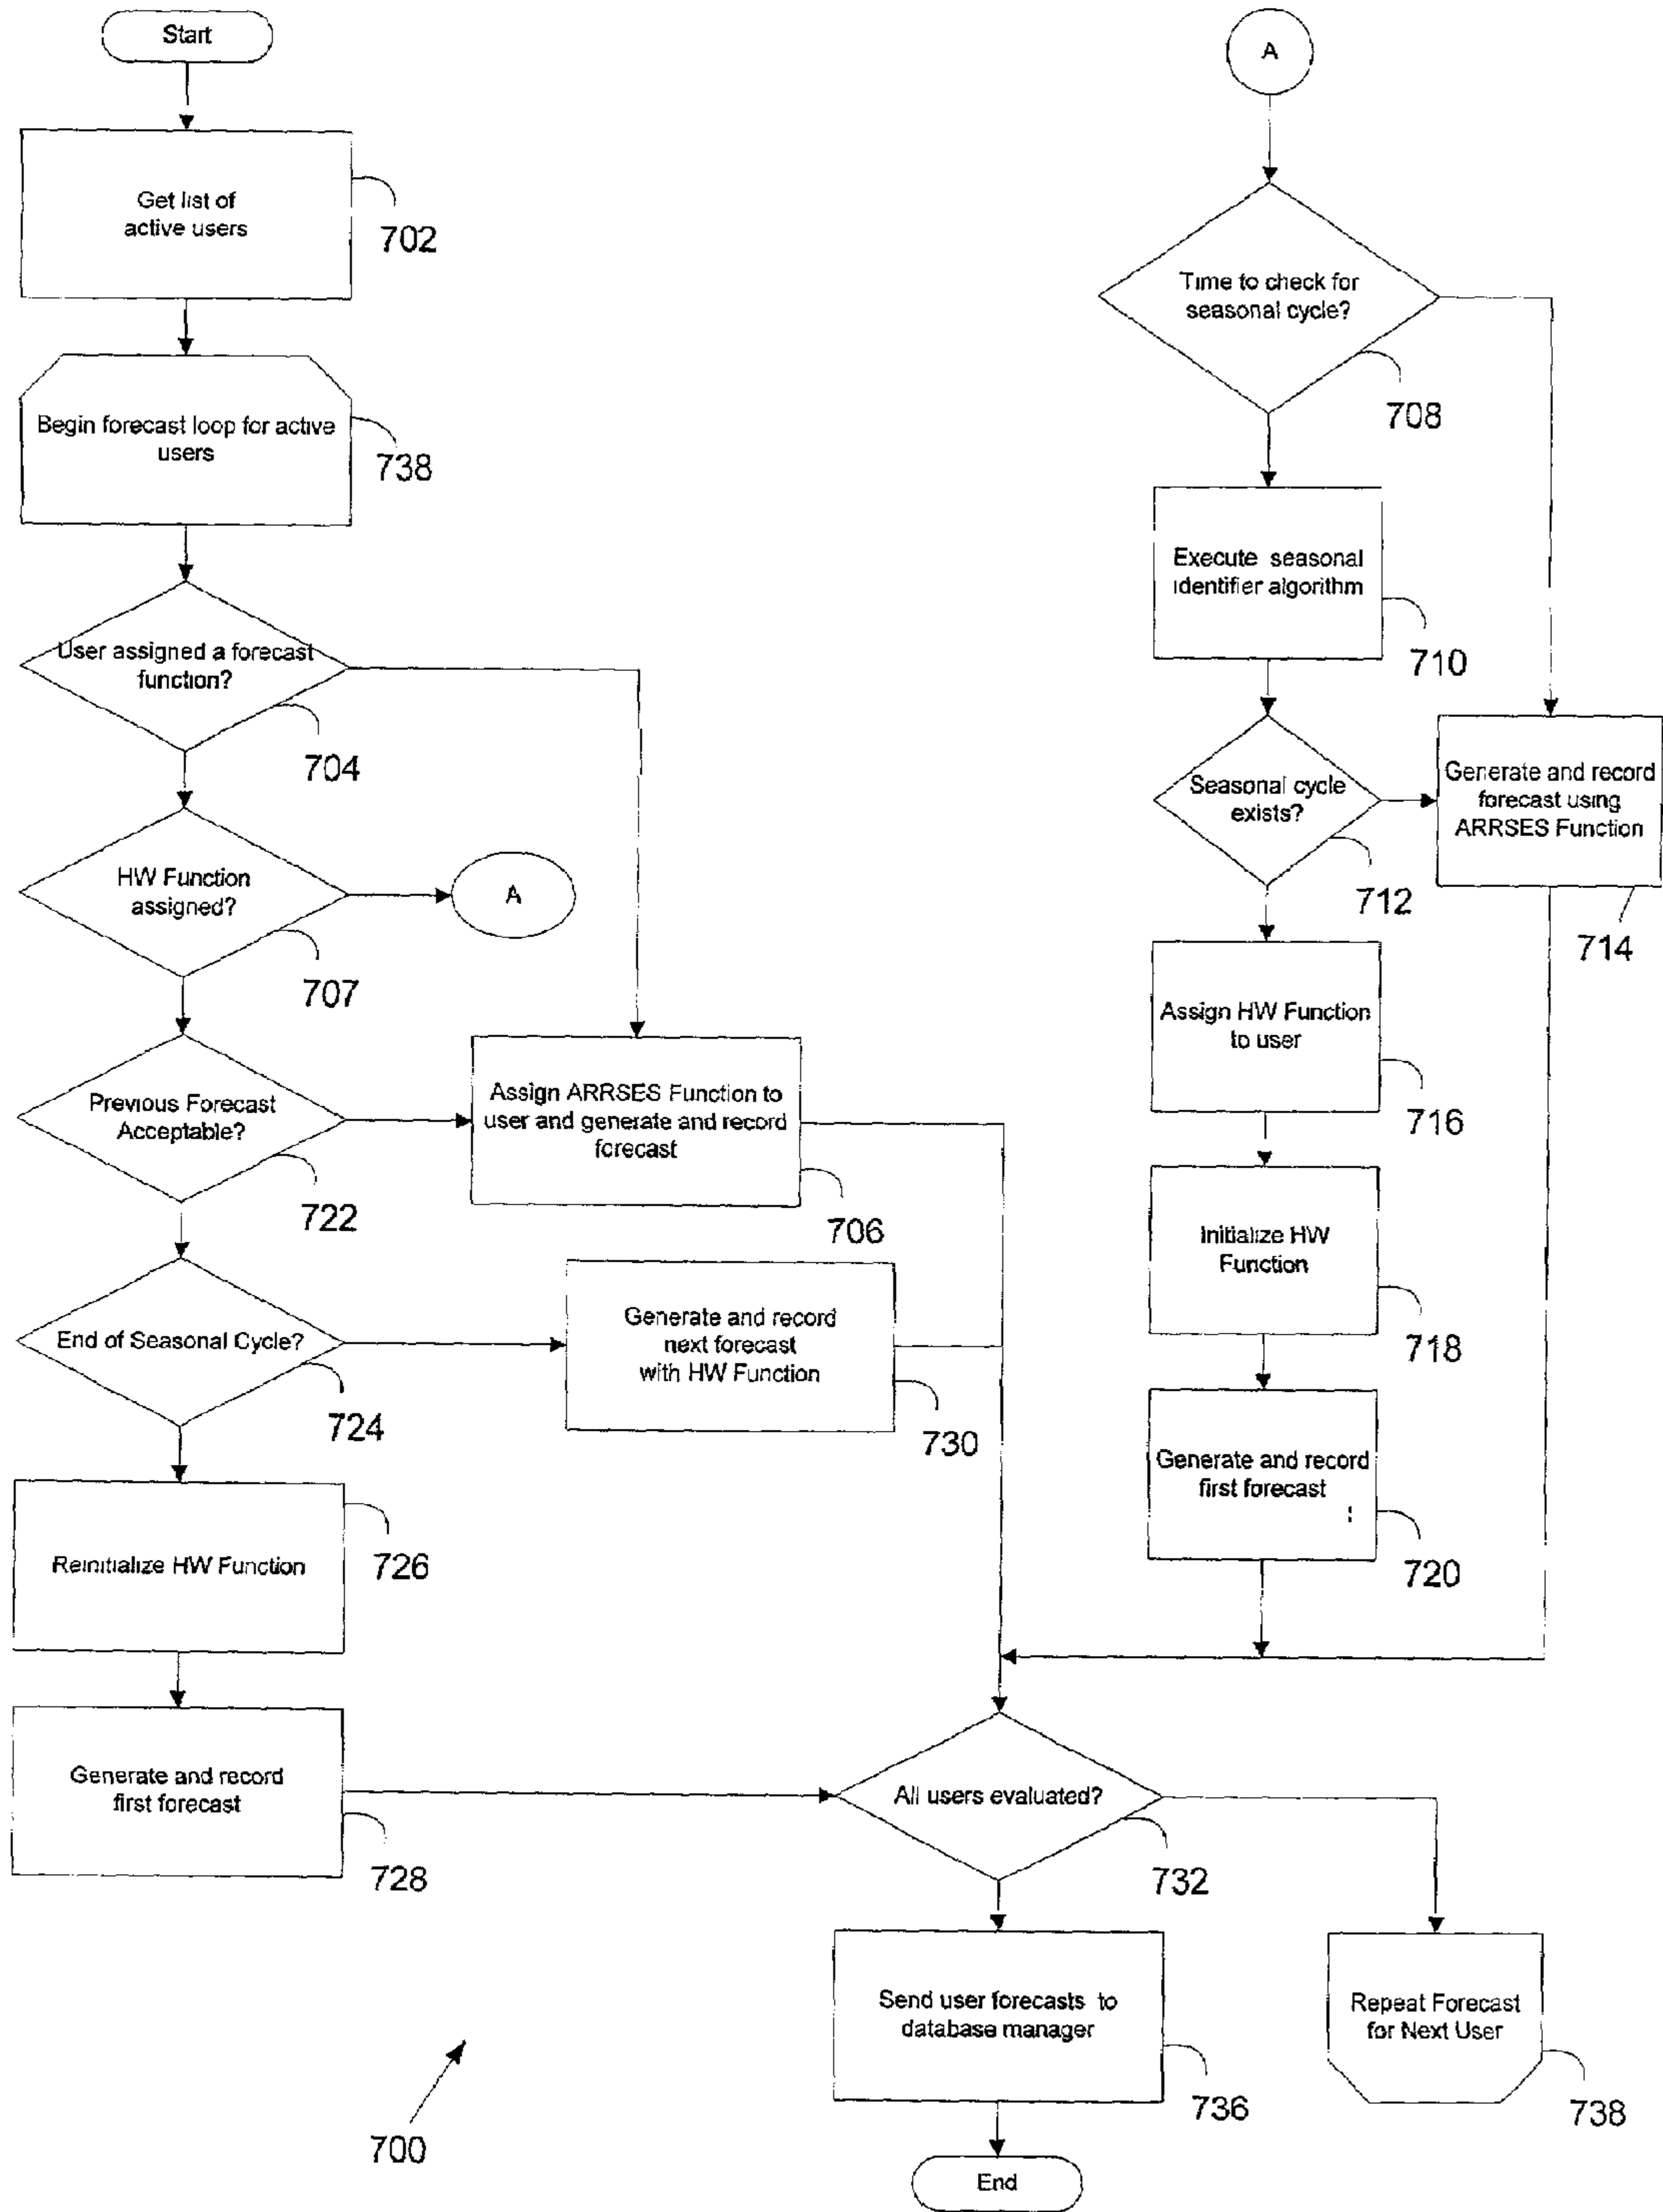 Start
Get list of
active users
702
Begin forecast loop for active
users
738
User assigned a forecast
function?
704
HW Function
assigned?
707
A
Previous Forecast
Acceptable?
722
Assign ARRSES Function to
user and generate and record
forecast
706
End of Seasonal Cycle?
724
Generate and record
next forecast
with HW Function
730
Reinitialize HW Function
726
Generate and record
first forecast
728
A
Time to check for
seasonal cycle?
708
Execute seasonal
identifier algorithm
710
Seasonal cycle
exists?
712
Generate and record
forecast using
ARRSES Function
714
Assign HW Function
to user
716
Initialize HW
Function
718
Generate and record
first forecast
720
All users evaluated?
732
Send user forecasts to
database manager
736
Repeat Forecast
for Next User
738
End
700